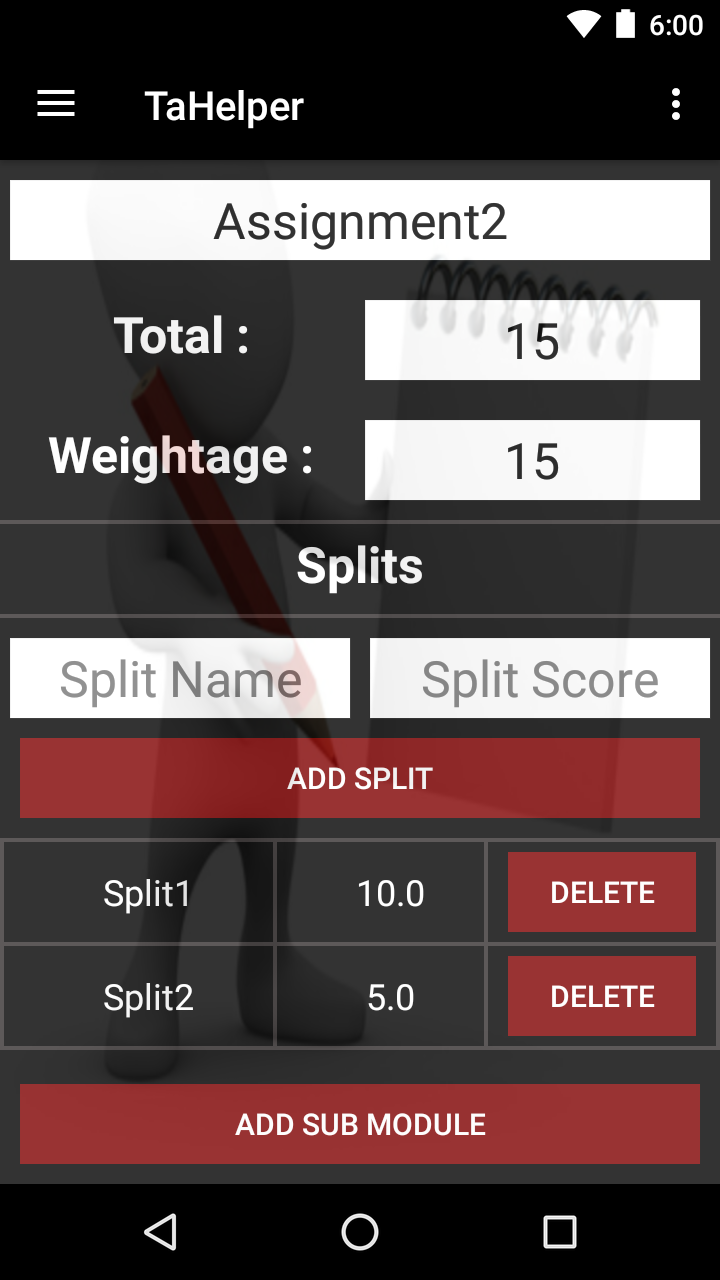 6:00
TaHelper
Assignment2
Total : 15
Weightage : 15
Splits
Split Name Split Score
ADD SPLIT
Split1 10.0 DELETE
Split2 5.0 DELETE
ADD SUB MODULE